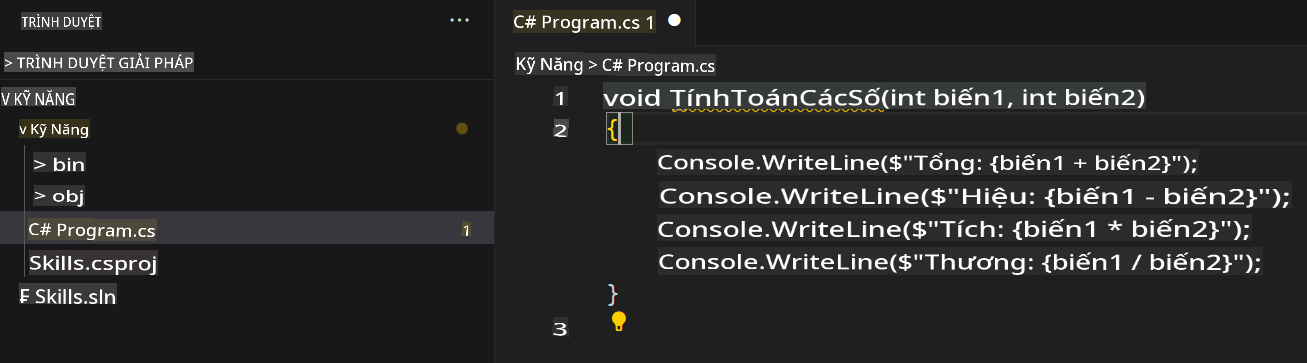 TRÌNH DUYỆT
> TRÌNH DUYỆT GIẢI PHÁP
V KỸ NĂNG
v Kỹ Năng
> bin
> obj
C# Program.cs 1
Skills.csproj
Skills.sln
C# Program.cs 1
Kỹ Năng > C# Program.cs
1 void TínhToánCácSố(int biến1, int biến2)
2 {
Console.WriteLine($"Tổng: {biến1 + biến2}");
Console.WriteLine($"Hiệu: {biến1 - biến2}");
Console.WriteLine($"Tích: {biến1 * biến2}");
Console.WriteLine($"Thương: {biến1 / biến2}");
}
3